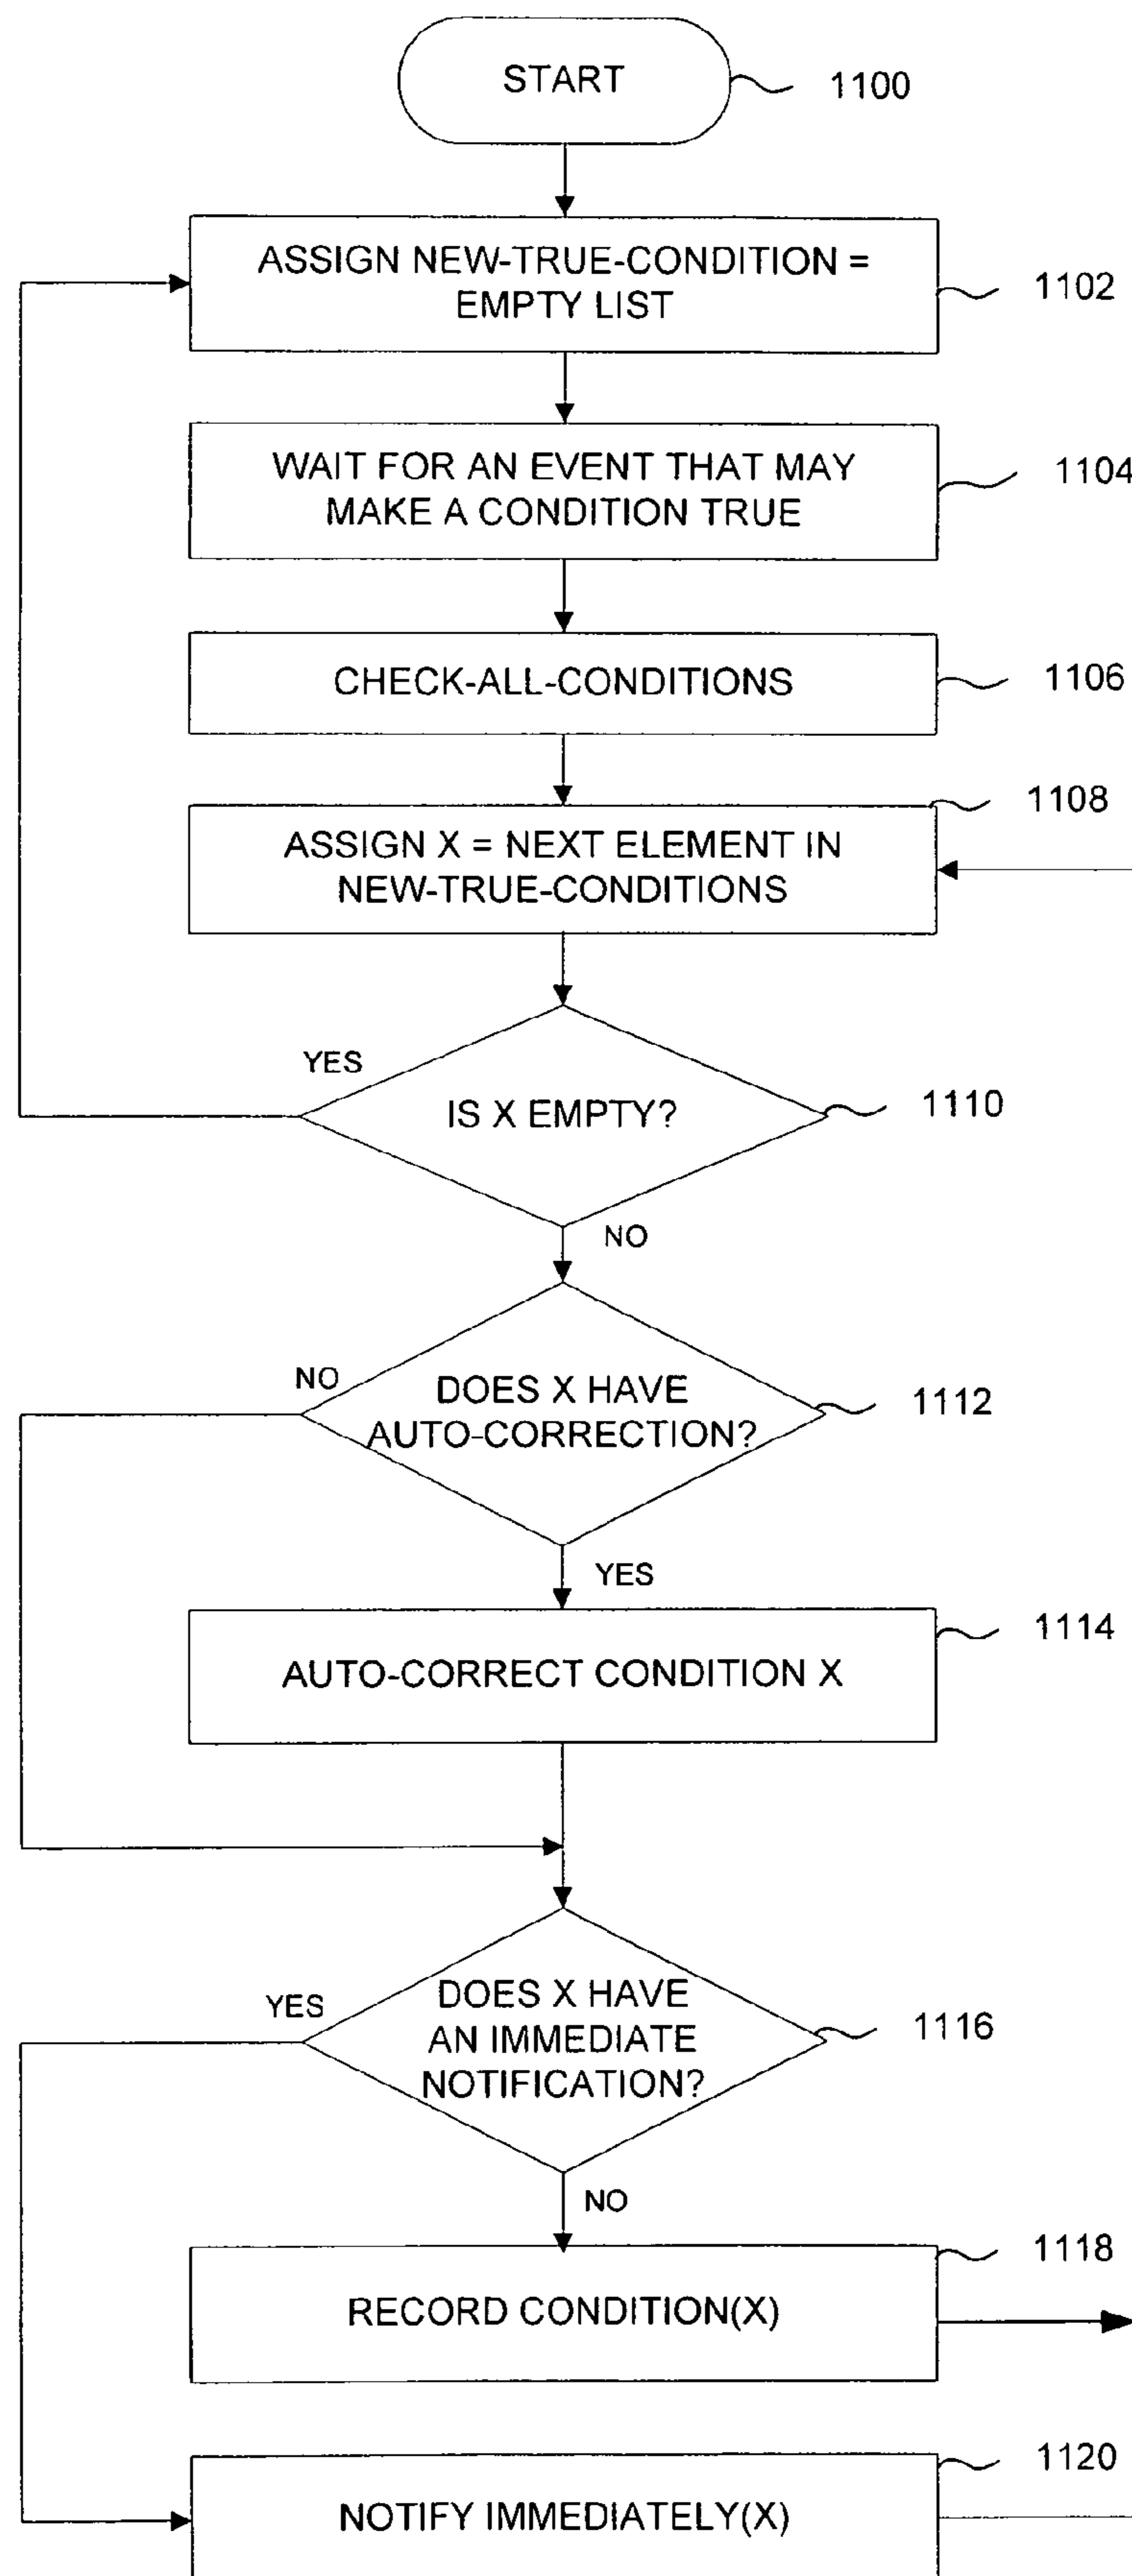 START
1100
ASSIGN NEW-TRUE-CONDITION =
EMPTY LIST
1102
WAIT FOR AN EVENT THAT MAY
MAKE A CONDITION TRUE
1104
CHECK-ALL-CONDITIONS
1106
1108
ASSIGN X = NEXT ELEMENT IN
NEW-TRUE-CONDITIONS
YES
IS X EMPTY?
1110
NO
NO
DOES X HAVE
AUTO-CORRECTION?
1112
YES
1114
AUTO-CORRECT CONDITION X
YES
DOES X HAVE
AN IMMEDIATE
NOTIFICATION?
1116
NO
1118
RECORD CONDITION(X)
1120
NOTIFY IMMEDIATELY(X)